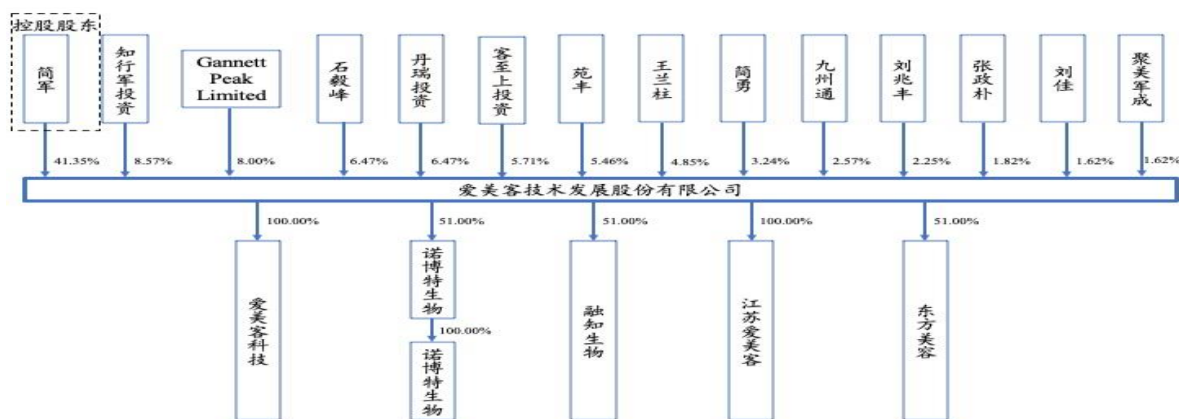 控股股东
简军
知行军投资
Gannett
Peak
Limited
石毅峰
丹瑞投资
客至上投资
苑丰
王兰柱
简勇
九州通
刘兆丰
张政朴
刘佳
聚美军成
41.35%
8.57%
8.00%
6.47%
6.47%
5.71%
5.46%
4.85%
3.24%
2.57%
2.25%
1.82%
1.62%
1.62%
爱美客技术发展股份有限公司
100.00%
51.00%
51.00%
100.00%
51.00%
爱美客科技
诺博特生物
融知生物
江苏爱美客
东方美容
100.00%
诺博特生物